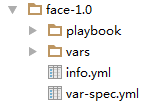 face-1.0
playbook
vars
info.yml
var-spec.yml